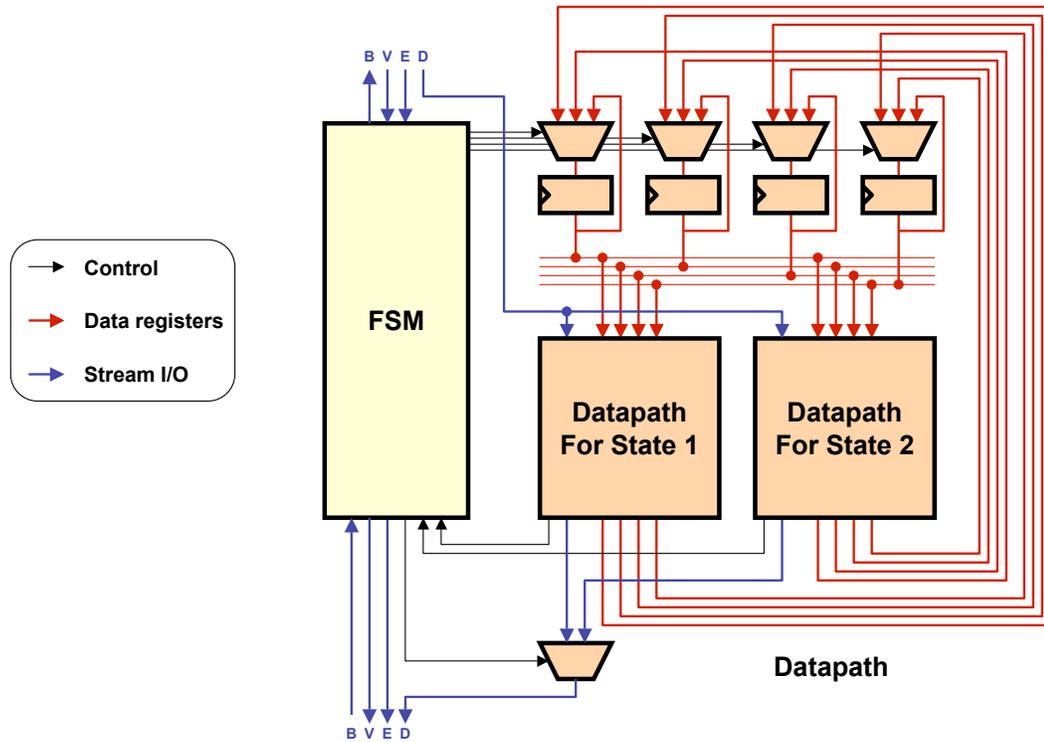 B V E D
Control
Data registers
Stream I/O
FSM
Datapath
For State 1
Datapath
For State 2
Datapath
B V E D